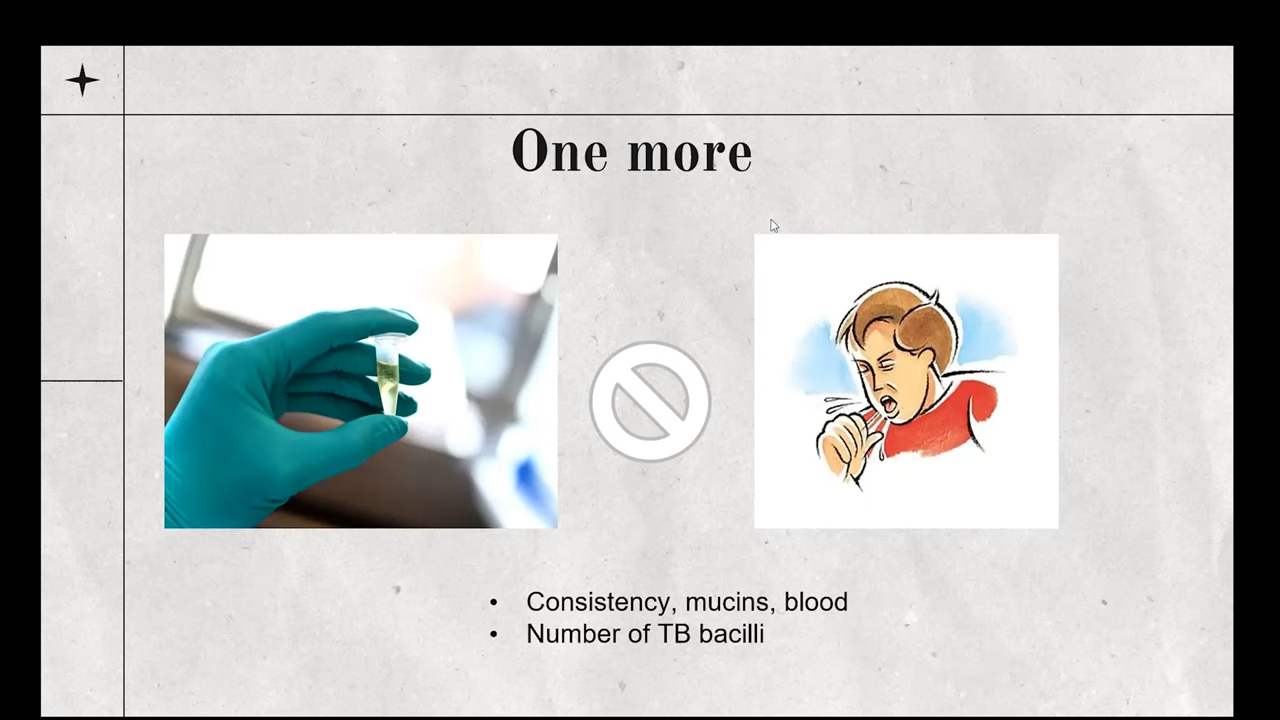 One more
• Consistency, mucins, blood
• Number of TB bacilli